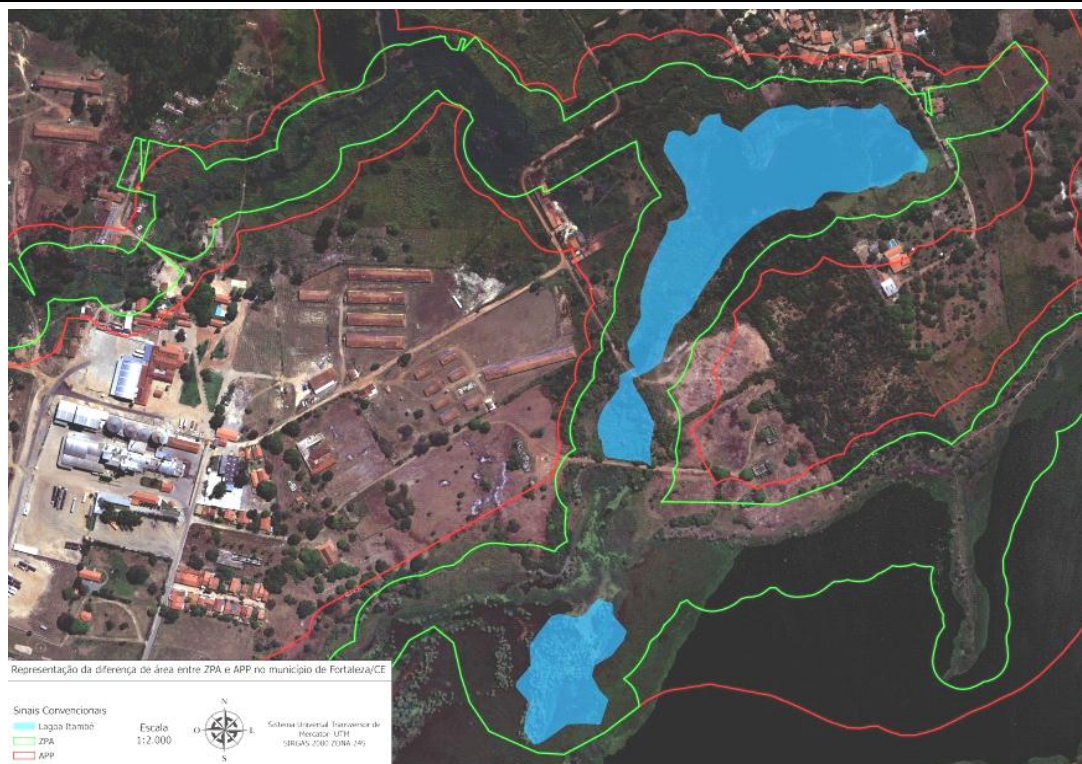 Representação da diferença de área entre ZPA e APP no município de Fortaleza/CE
Sinais Convencionais
Lagoa Itambé
ZPA
APP
Escala
1:2.000
N
O
L
S
Sistema Universal Transversor de
Mercator- UTM
SIRGAS 2000 ZONA 24S